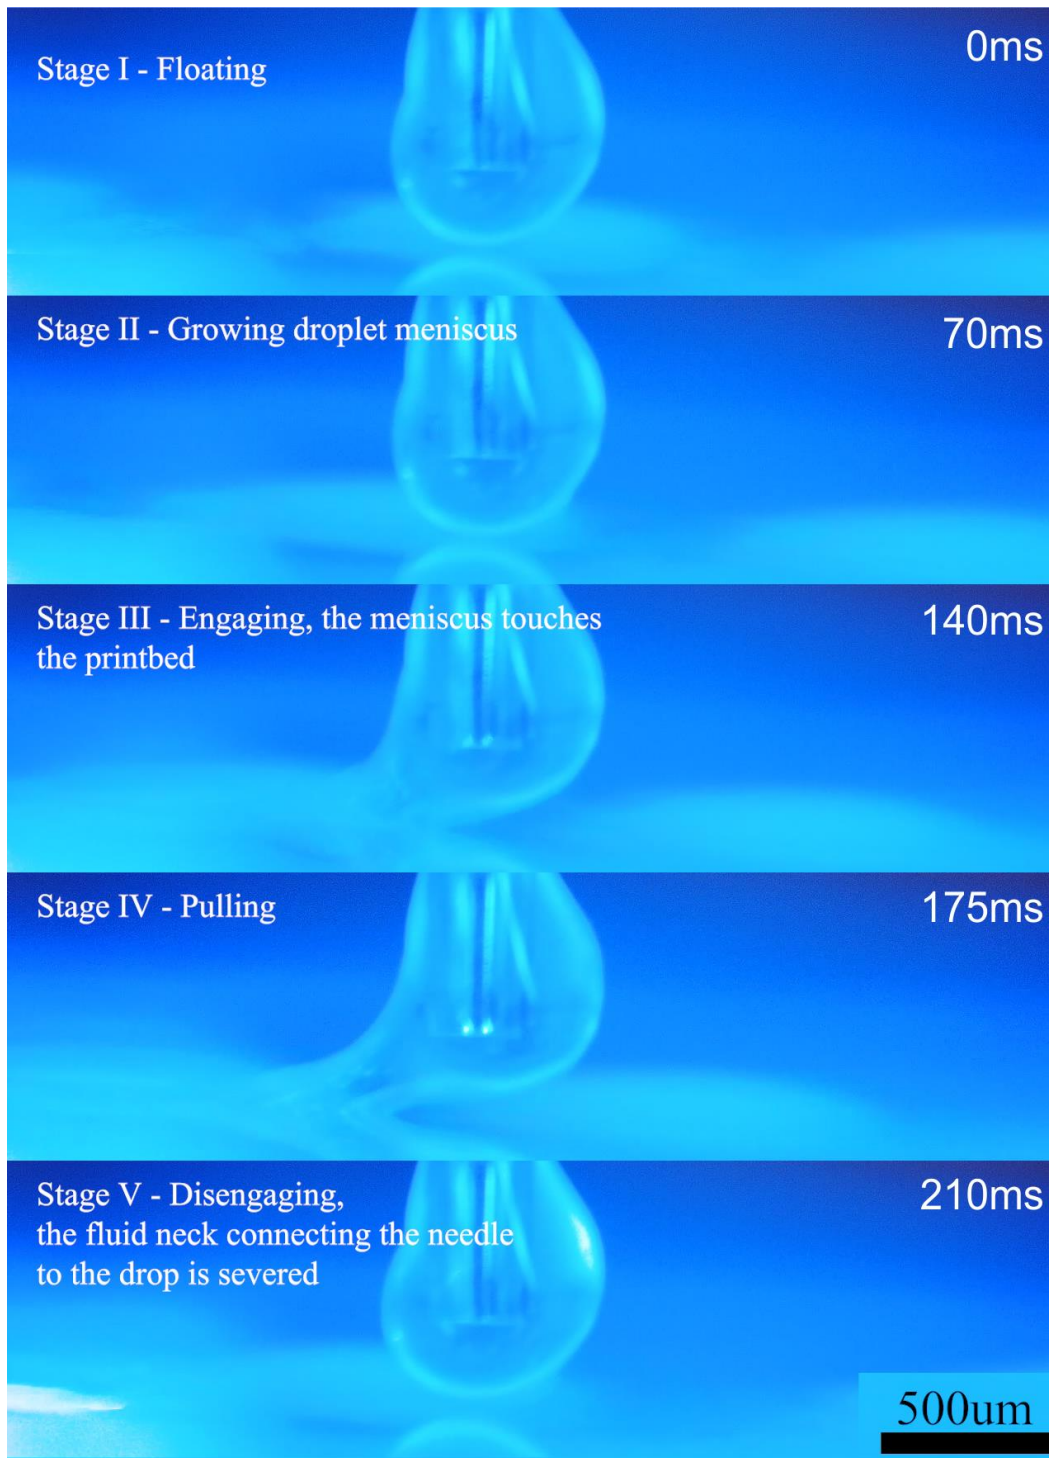 Stage I - Floating
0ms
Stage II - Growing droplet meniscus
70ms
Stage III - Engaging, the meniscus touches
the printbed
140ms
Stage IV - Pulling
175ms
Stage V - Disengaging,
the fluid neck connecting the needle
to the drop is severed
210ms
500um